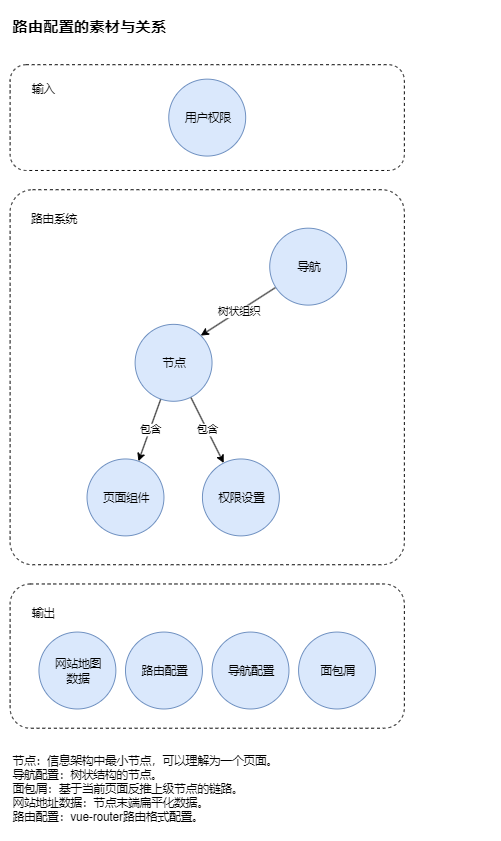 路由配置的素材与关系
输入
用户权限
路由系统
导航
树状组织
节点
包含
包含
页面组件
权限设置
输出
网站地图
数据
路由配置
导航配置
面包屑
节点：信息架构中最小节点，可以理解为一个页面。
导航配置：树状结构的节点。
面包屑：基于当前页面反推上级节点的链路。
网站地址数据：节点末端扁平化数据。
路由配置：vue-router路由格式配置。